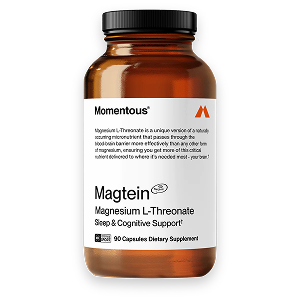 Momentous®
Magnesium L-Threonate is a unique version of a naturally
occurring micronutrient that passes through the
blood-brain barrier more effectively than any other form
of magnesium, ensuring you get more of this critical
nutrient delivered to where it's needed most - your brain.†
Magtein
Magnesium L-Threonate
Sleep & Cognitive Support†
90 Capsules Dietary Supplement